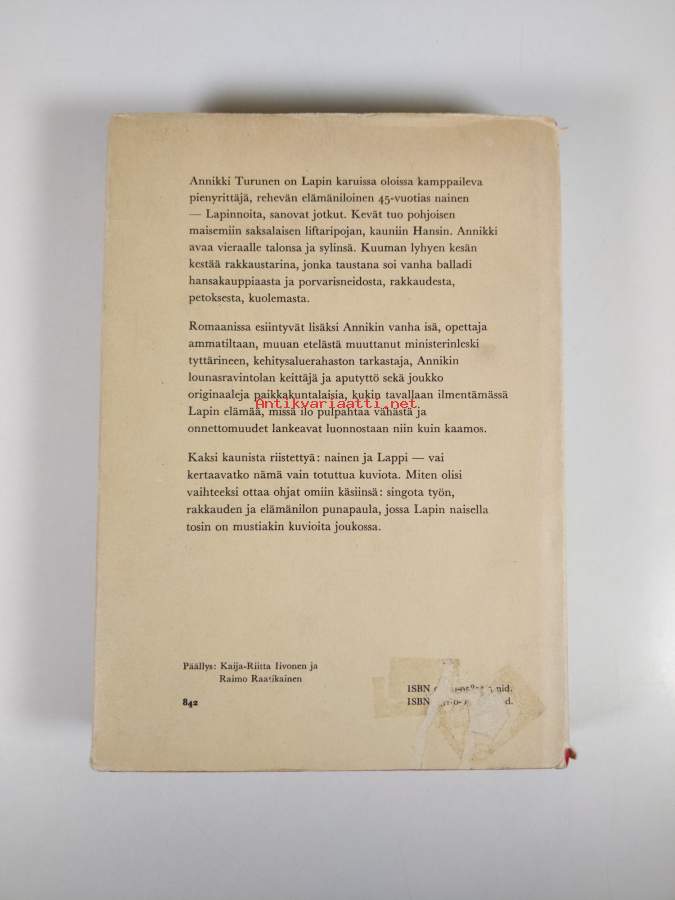 Annikki Turunen on Lapin karuissa oloissa kamppaileva
pienyrittäjä, rehevän elämäniloinen 45-vuotias nainen
— Lapinnoita, sanovat jotkut. Kevät tuo pohjoisen
maisemiin saksalaisen liftaripojan, kauniin Hansin. Annikki
avaa vieraalle talonsa ja sylinsä. Kuuman lyhyen kesän
kestää rakkaustarina, jonka taustana soi vanha balladi
hansakauppiaasta ja porvarisneidosta, rakkaudesta,
petoksesta, kuolemasta.
Romaanissa esiintyvät lisäksi Annikin vanha isä, opettaja
ammatiltaan, muuan etelästä muuttanut ministerinleski
tyttärineen, kehitysaluerahaston tarkastaja, Annikin
lounasravintolan keittäjä ja aputyttö sekä joukko
originaaleja paikkakuntalaisia, kukin tavallaan ilmentämässä
Antikvariaatti.net
Lapin elämää, missä ilo pulpahtaa vähästä ja
onnettomuudet lankeavat luonnostaan niin kuin kaamos.
Kaksi kaunista riistettyä: nainen ja Lappi — vai
kertaavatko nämä vain totuttua kuviota. Miten olisi
vaihteeksi ottaa ohjat omiin käsiinsä: singota työn,
rakkauden ja elämänilon punapaula, jossa Lapin naisella
tosin on mustiakin kuvioita joukossa.
Päällys: Kaija-Riitta Iivonen ja
Raimo Raatikainen
842
ISBN nid.
ISBN